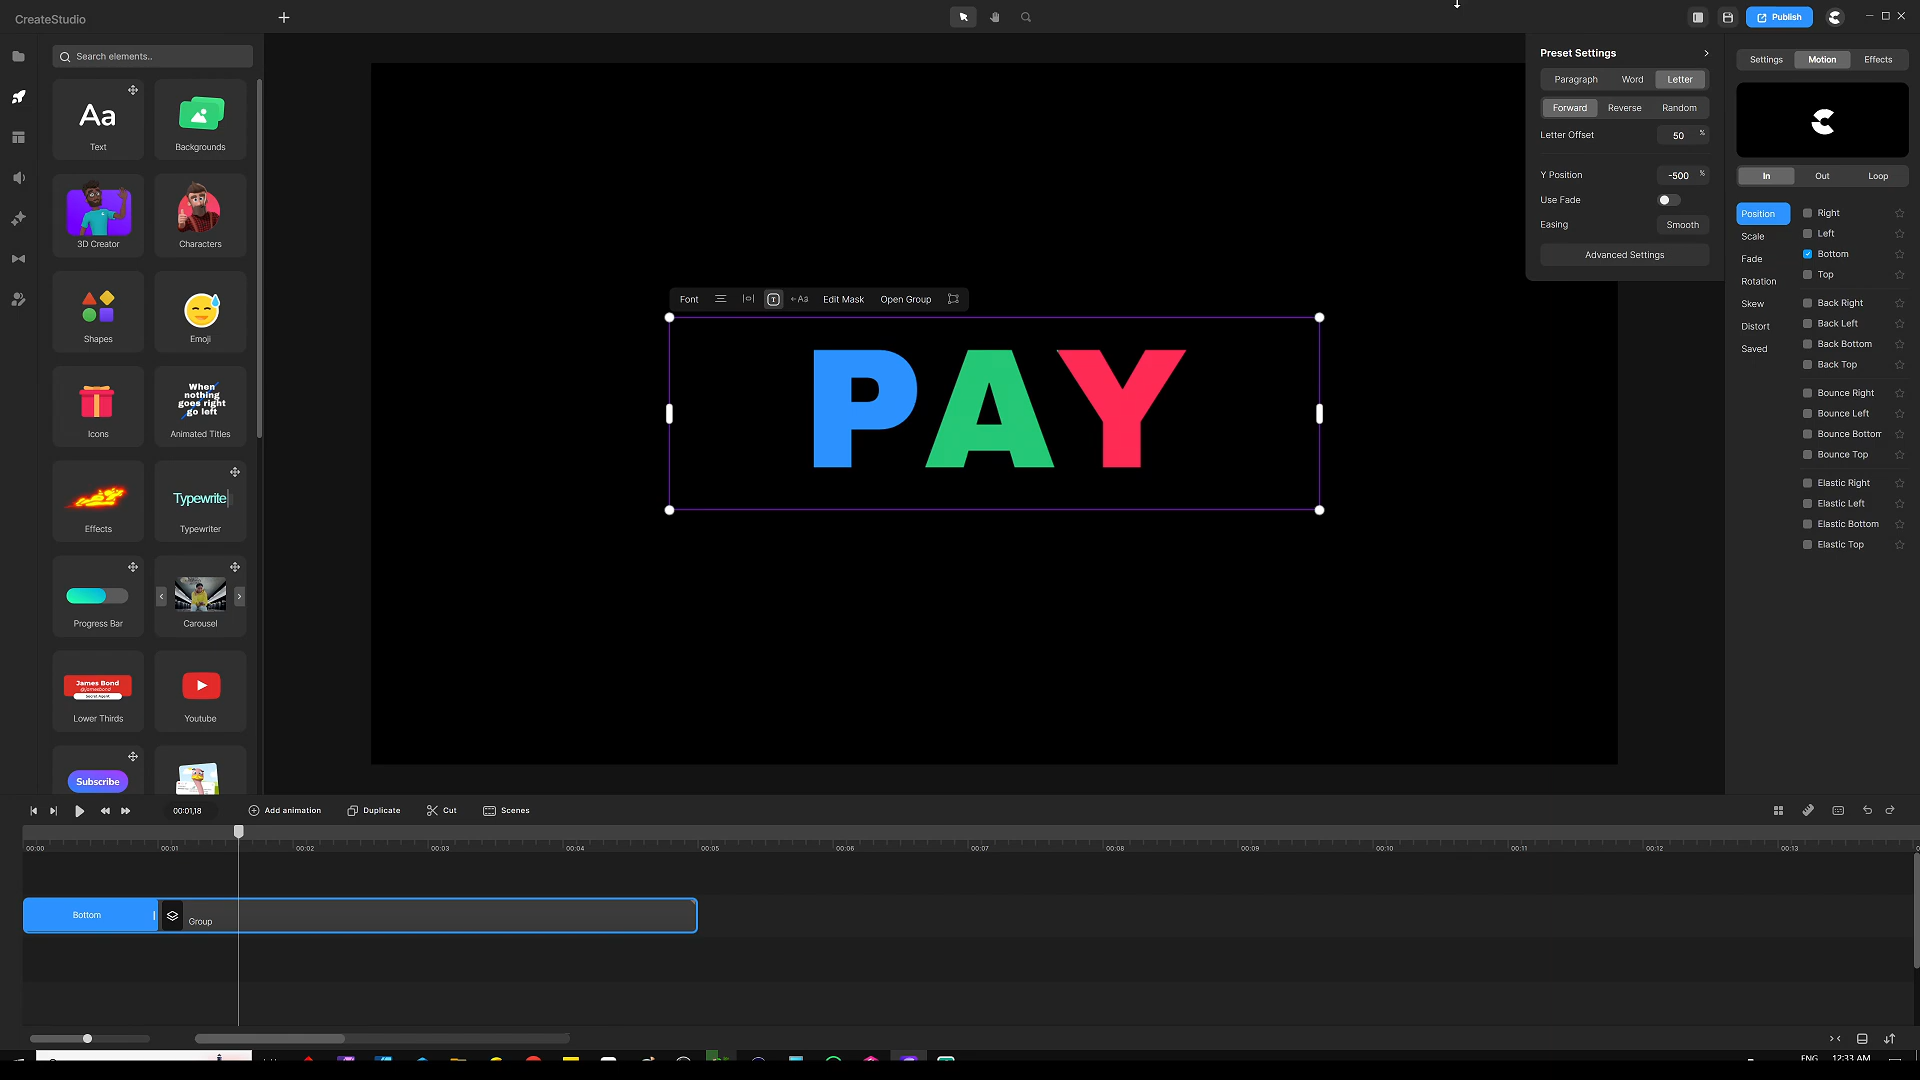 CreateStudio
Publish
Search elements..
Aa
Text
Backgrounds
3D Creator
Characters
Shapes
Emoji
Icons
When
nothing
goes right
go left
Animated Titles
Effects
Typewrite
Typewriter
Progress Bar
Carousel
James Bond
@jamesbond
Secret Agent
Lower Thirds
Youtube
Subscribe
Font
Aa
Edit Mask
Open Group
PAY
Preset Settings
Paragraph Word Letter
Forward Reverse Random
Letter Offset 50 %
Y Position -500 %
Use Fade
Easing Smooth
Advanced Settings
Settings Motion Effects
In Out Loop
Position
Scale
Fade
Rotation
Skew
Distort
Saved
Right
Left
Bottom
Top
Back Right
Back Left
Back Bottom
Back Top
Bounce Right
Bounce Left
Bounce Bottom
Bounce Top
Elastic Right
Elastic Left
Elastic Bottom
Elastic Top
00:01,18
Add animation
Duplicate
Cut
Scenes
00:00 00:01 00:02 00:03 00:04 00:05 00:06 00:07 00:08 00:09 00:10 00:11 00:12 00:13
Bottom
Group
ENG
12:33 AM